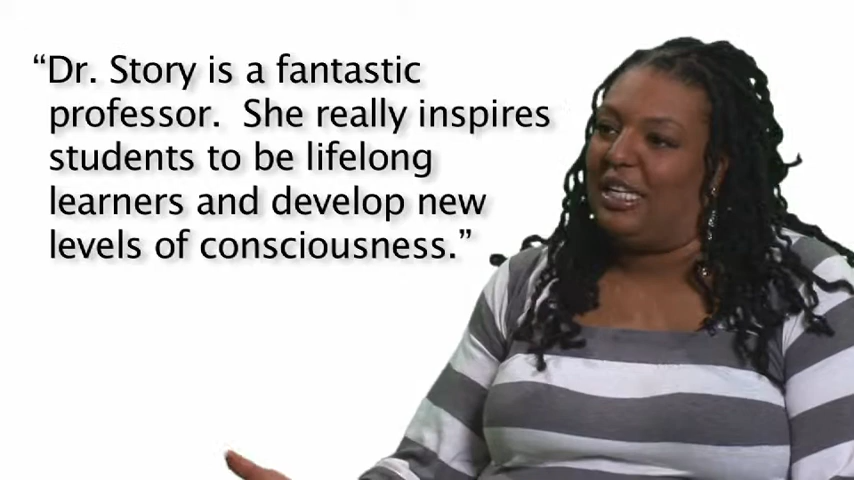 “Dr. Story is a fantastic
professor.  She really inspires
students to be lifelong
learners and develop new
levels of consciousness.”